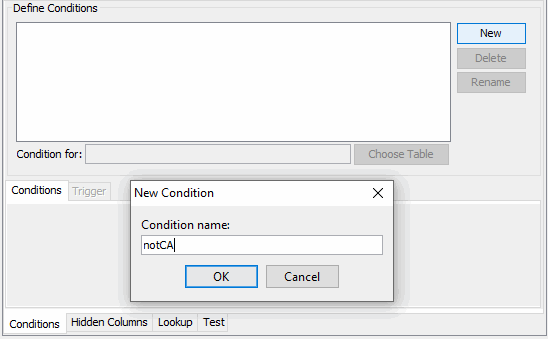 Define Conditions
New
Delete
Rename
Condition for:
Choose Table
Conditions
Trigger
New Condition
Condition name:
notCA
OK
Cancel
Conditions
Hidden Columns
Lookup
Test